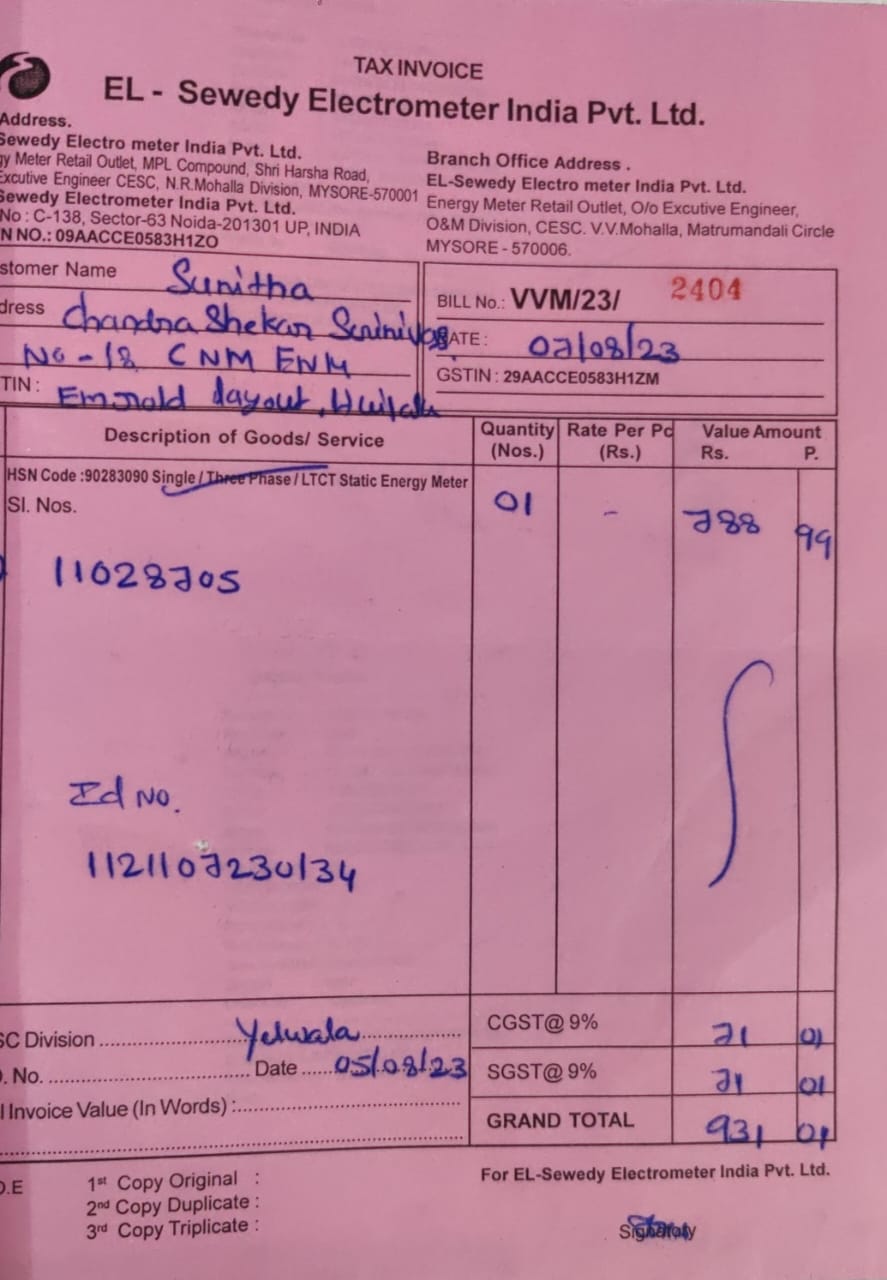 TAX INVOICE
EL - Sewedy Electrometer India Pvt. Ltd.
Address.
Sewedy Electro meter India Pvt. Ltd.
gy Meter Retail Outlet, MPL Compound, Shri Harsha Road,
Excutive Engineer CESC, N.R.Mohalla Division, MYSORE-570001
Sewedy Electrometer India Pvt. Ltd.
No : C-138, Sector-63 Noida-201301 UP, INDIA
N NO.: 09AACCE0583H1ZO
Branch Office Address .
EL-Sewedy Electro meter India Pvt. Ltd.
Energy Meter Retail Outlet, O/o Excutive Engineer,
O&M Division, CESC. V.V.Mohalla, Matrumandali Circle
MYSORE - 570006.
stomer Name Sunitha
dress Chandra Shekar
No - 18 CNM ENM
TIN : Layout,
BILL No.: VVM/23/ 2404
DATE : 07/08/23
GSTIN : 29AACCE0583H1ZM
Description of Goods/ Service Quantity (Nos.) Rate Per Pc (Rs.) Value Amount Rs. P.
HSN Code :90283090 Single / Three Phase / LTCT Static Energy Meter
Sl. Nos. 01 - 788 99
11028705
Id No.
1121107230134
SC Division Yelwala
. No. Date 05/08/23
l Invoice Value (In Words) :
CGST@ 9% 71 01
SGST@ 9% 71 01
GRAND TOTAL 931 01
O.E
1st Copy Original :
2nd Copy Duplicate :
3rd Copy Triplicate :
For EL-Sewedy Electrometer India Pvt. Ltd.
Signatory